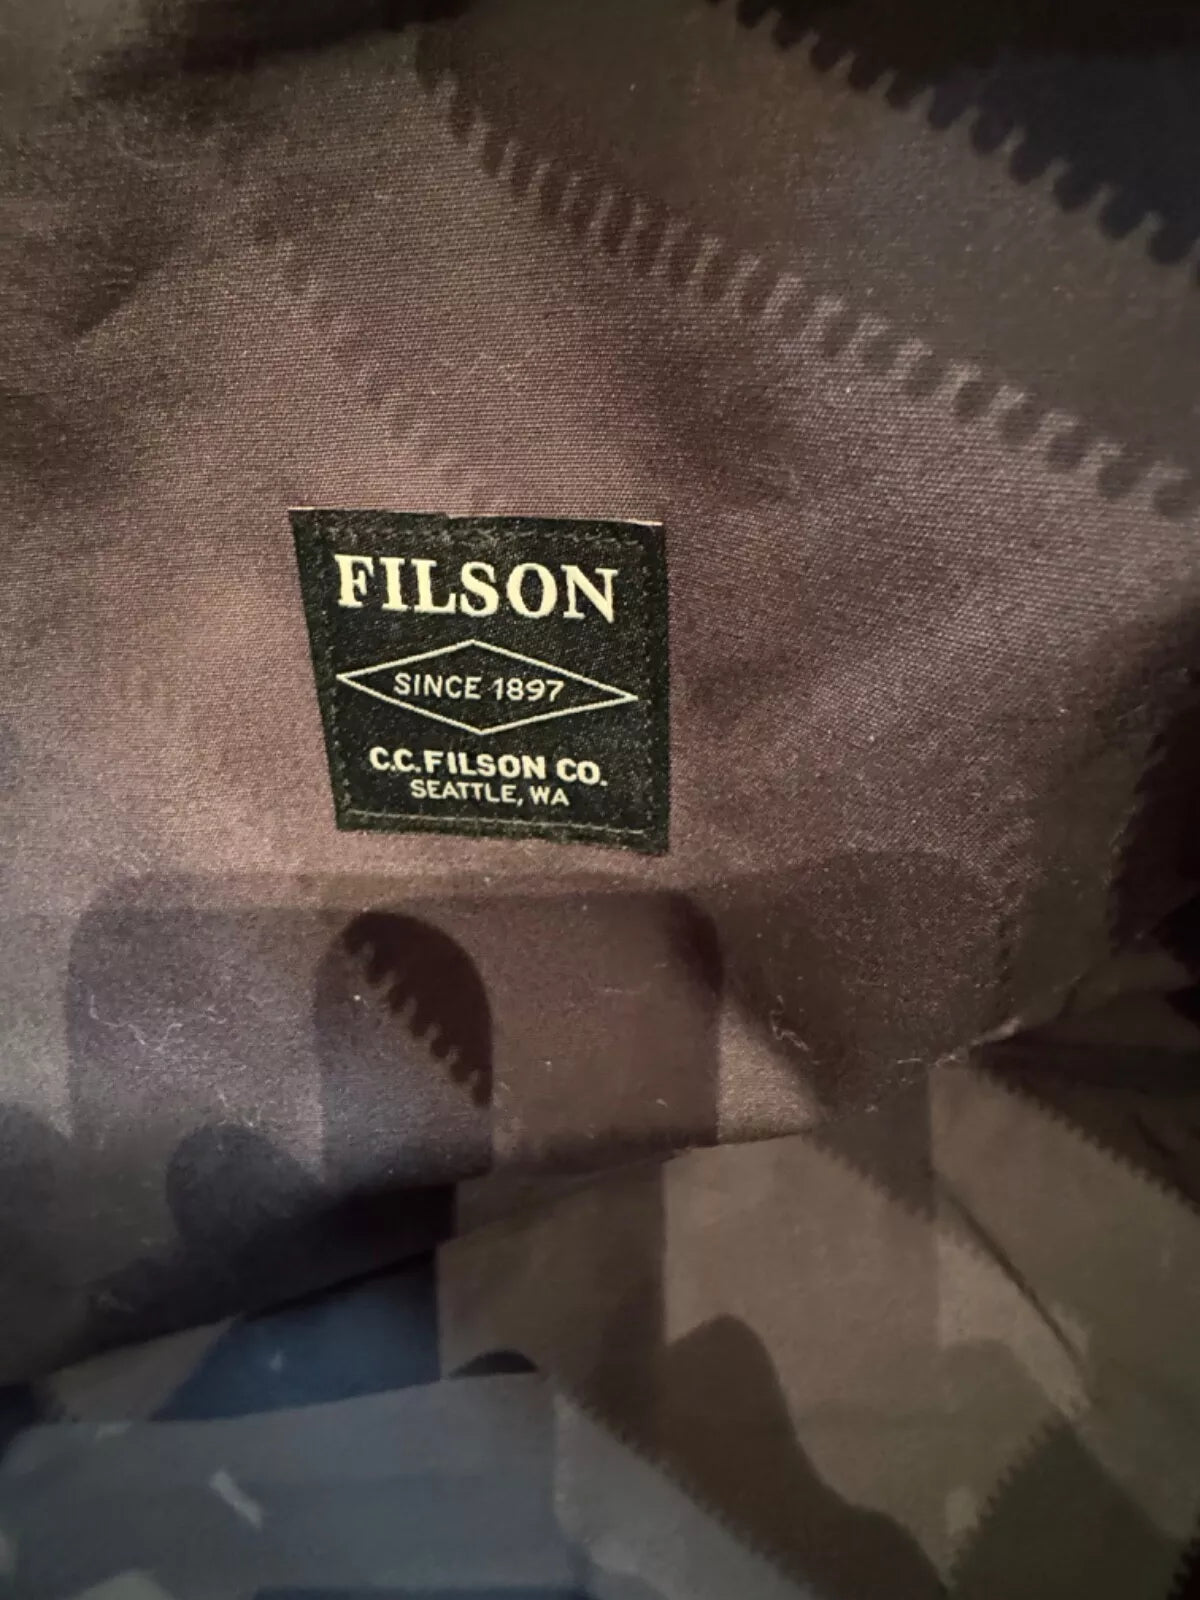 FILSON
SINCE 1897
C.C. FILSON CO.
SEATTLE, WA